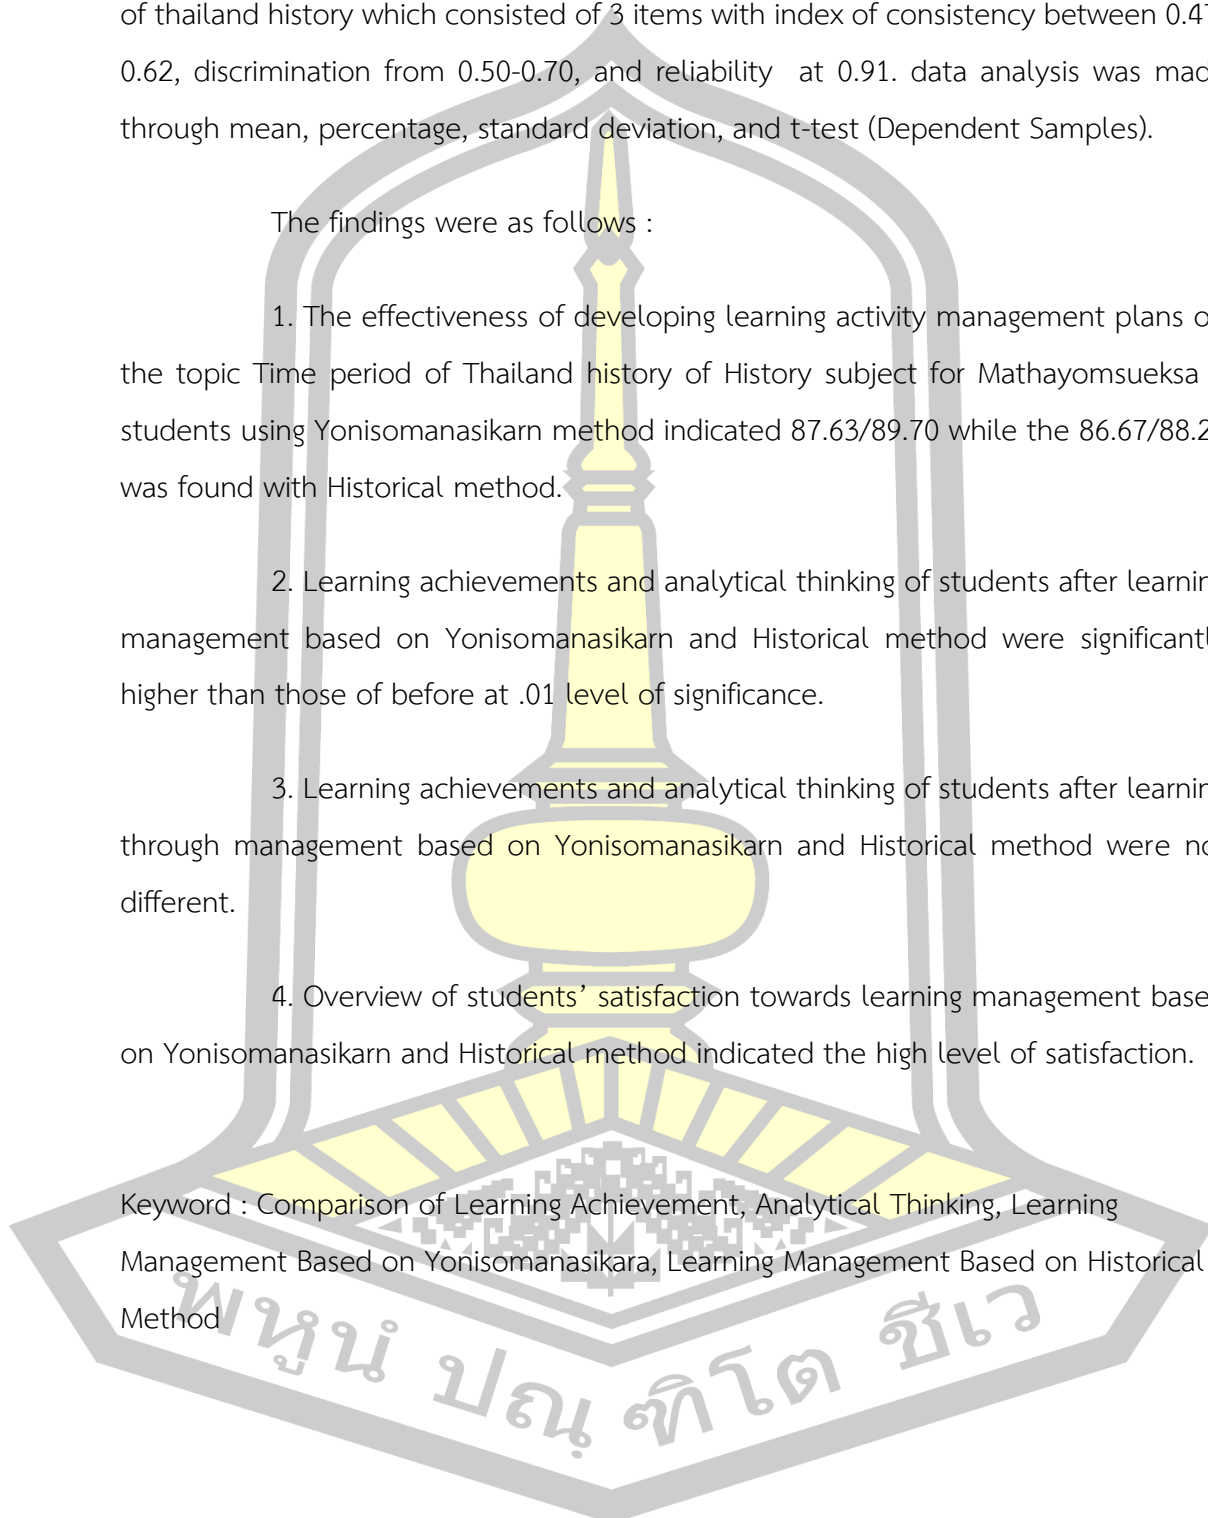 of thailand history which consisted of 3 items with index of consistency between 0.4
0.62, discrimination from 0.50-0.70, and reliability at 0.91. data analysis was mad
through mean, percentage, standard deviation, and t-test (Dependent Samples).
The findings were as follows :
1. The effectiveness of developing learning activity management plans o
the topic Time period of Thailand history of History subject for Mathayomsueksa
students using Yonisomanasikarn method indicated 87.63/89.70 while the 86.67/88.2
was found with Historical method.
2. Learning achievements and analytical thinking of students after learnin
management based on Yonisomanasikarn and Historical method were significantl
higher than those of before at .01 level of significance.
3. Learning achievements and analytical thinking of students after learnin
through management based on Yonisomanasikarn and Historical method were no
different.
4. Overview of students’ satisfaction towards learning management base
on Yonisomanasikarn and Historical method indicated the high level of satisfaction.
Keyword : Comparison of Learning Achievement, Analytical Thinking, Learning
Management Based on Yonisomanasikara, Learning Management Based on Historical
Method
พหูนํ ปณฺฑิโต ชีเว